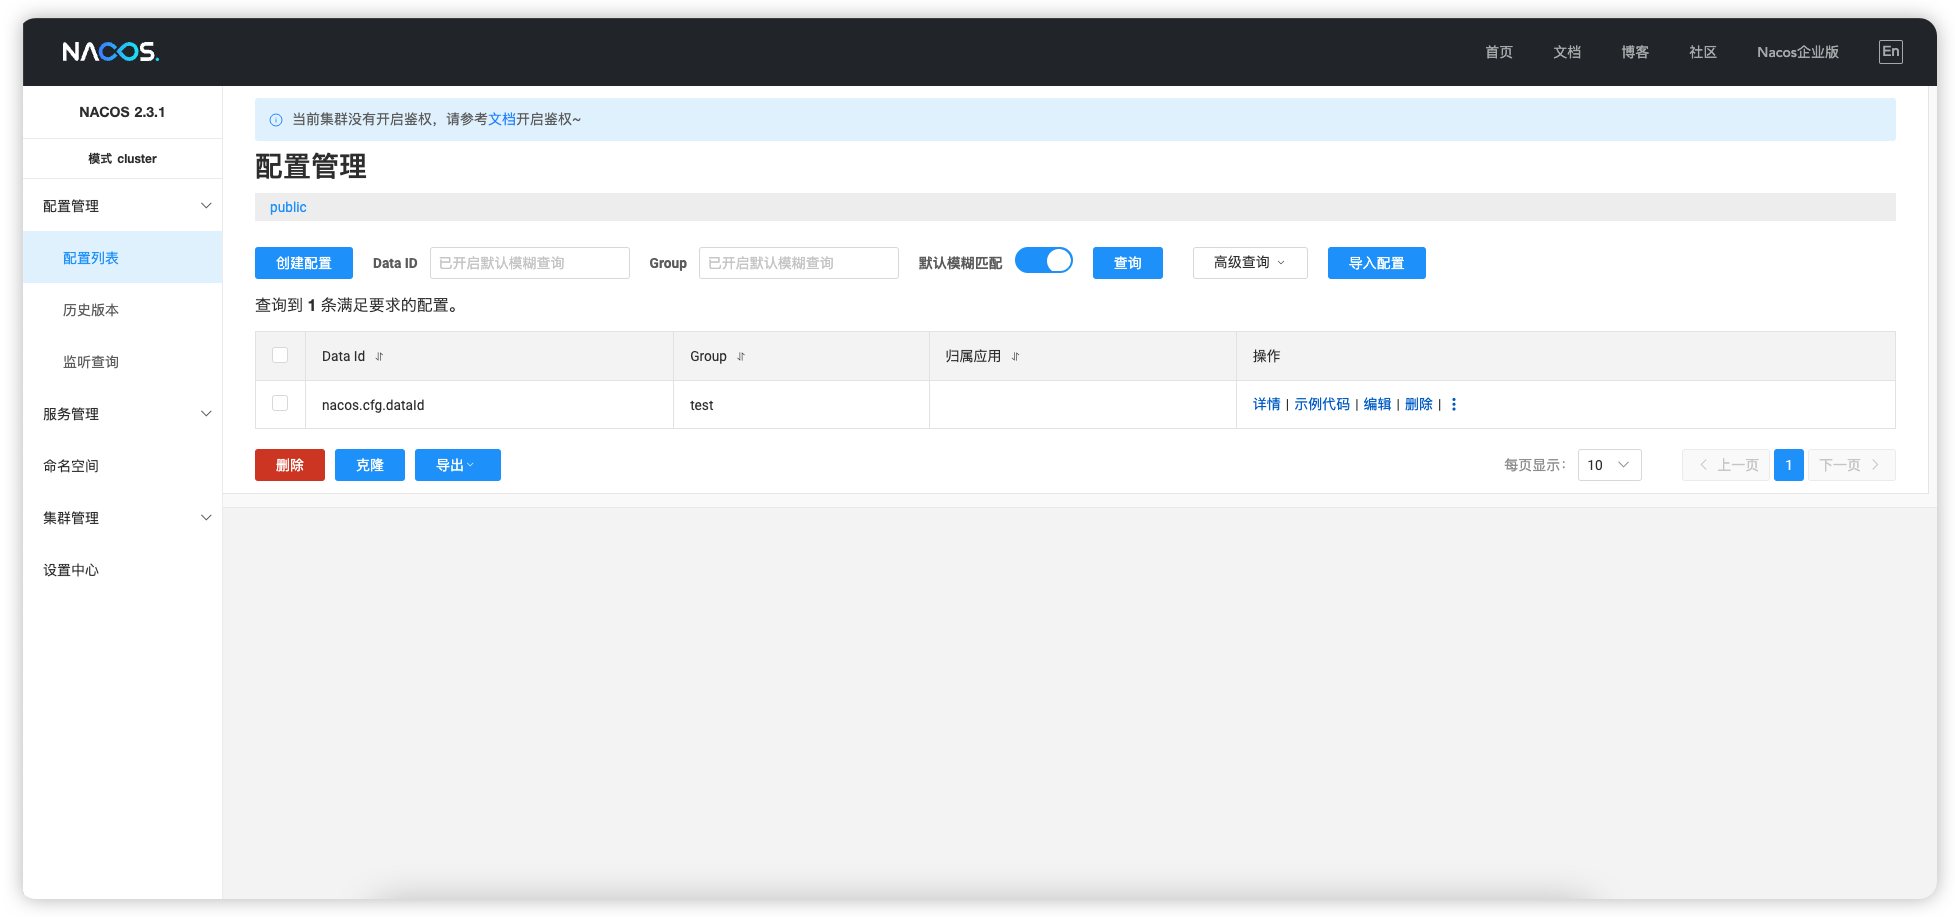 NACOS.
首页 文档 博客 社区 Nacos企业版 En
NACOS 2.3.1
模式 cluster
配置管理
配置列表
历史版本
监听查询
服务管理
命名空间
集群管理
设置中心
当前集群没有开启鉴权，请参考文档开启鉴权~
配置管理
public
创建配置 Data ID 已开启默认模糊查询 Group 已开启默认模糊查询 默认模糊匹配 查询 高级查询 导入配置
查询到 1 条满足要求的配置。
Data Id Group 归属应用 操作
nacos.cfg.dataId test 详情 | 示例代码 | 编辑 | 删除 |
删除 克隆 导出 每页显示： 10 上一页 1 下一页